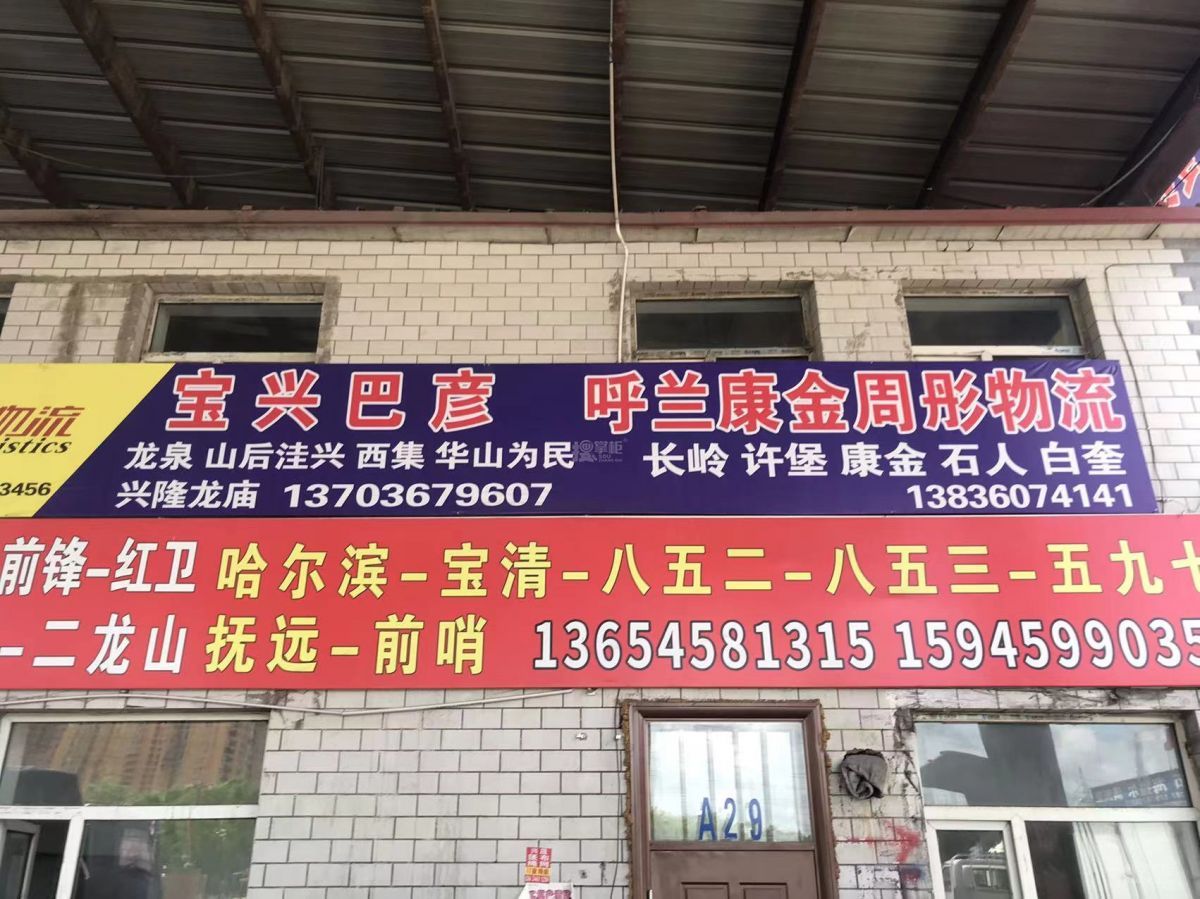 物流
istics
3456
宝兴巴彦 呼兰康金周彤物流
龙泉 山后洼兴 西集 华山为民 长岭 许堡 康金 石人 白奎
兴隆龙庙 13703679607 13836074141
掌柜
前锋–红卫 哈尔滨–宝清–八五二–八五三–五九七
–二龙山 抚远–前哨 13654581315 1594599035
A29